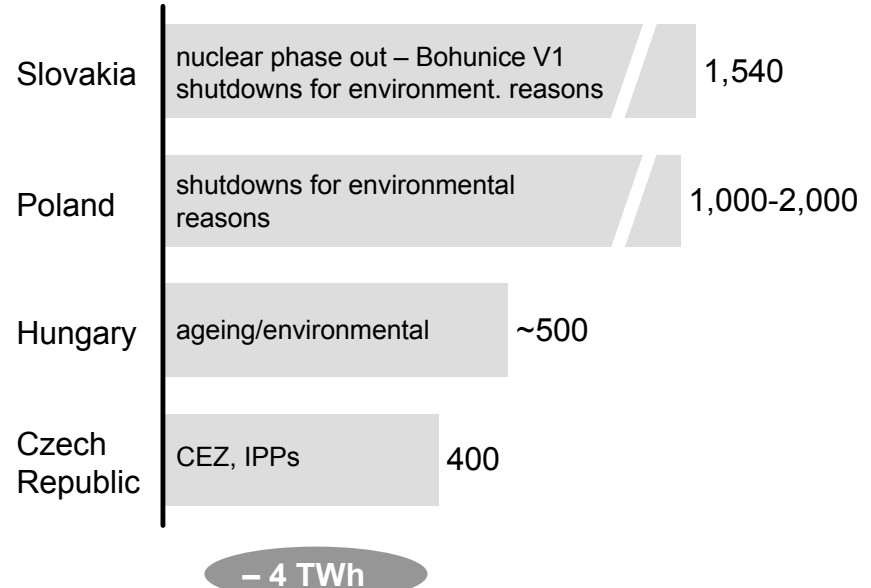 Slovakia
nuclear phase out – Bohunice V1
shutdowns for environment. reasons
1,540
Poland
shutdowns for environmental
reasons
1,000-2,000
Hungary
ageing/environmental
~500
Czech
Republic
CEZ, IPPs
400
– 4 TWh